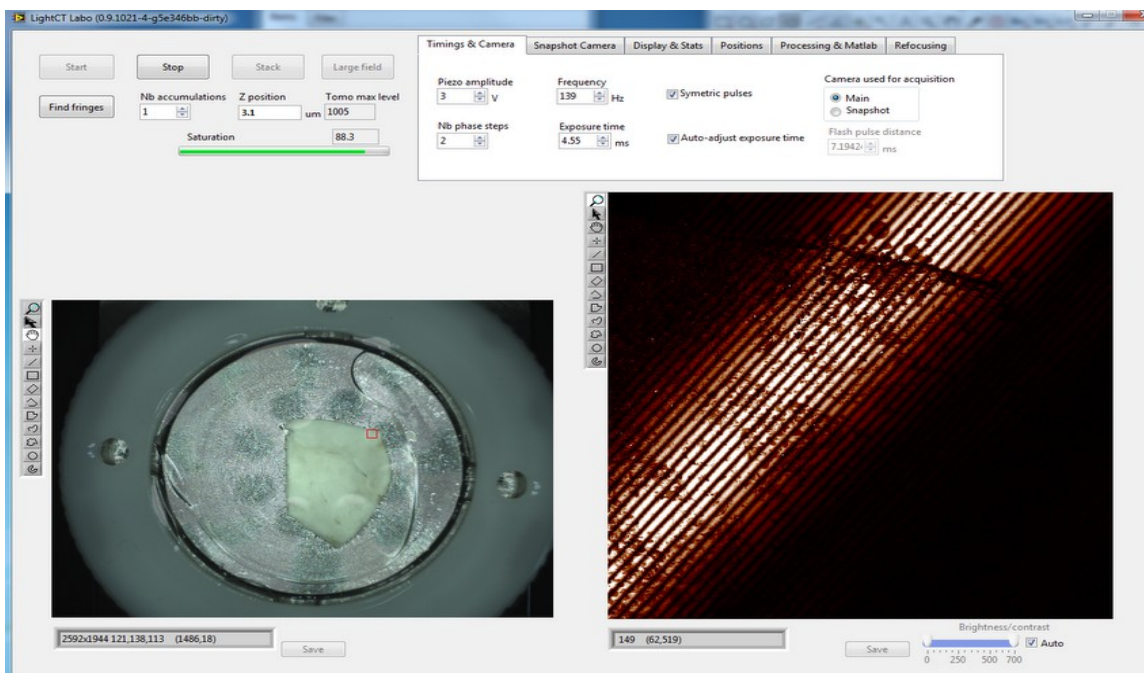 LightCT Labo (0.9.1021-4-g5e346bb-dirty)
Timings & Camera Snapshot Camera Display & Stats Positions Processing & Matlab Refocusing
Start Stop Stack Large field
Find fringes
Nb accumulations Z position Tomo max level
1 3.1 um 1005
Saturation 88.3
Piezo amplitude Frequency Camera used for acquisition
3 V 139 Hz Symetric pulses Main
Snapshot
Nb phase steps Exposure time Flash pulse distance
2 4.55 ms Auto-adjust exposure time 7.1942 ms
2592x1944 121,138,113 (1486,18)
Save
149 (62,519)
Save
Brightness/contrast
Auto
0 250 500 700